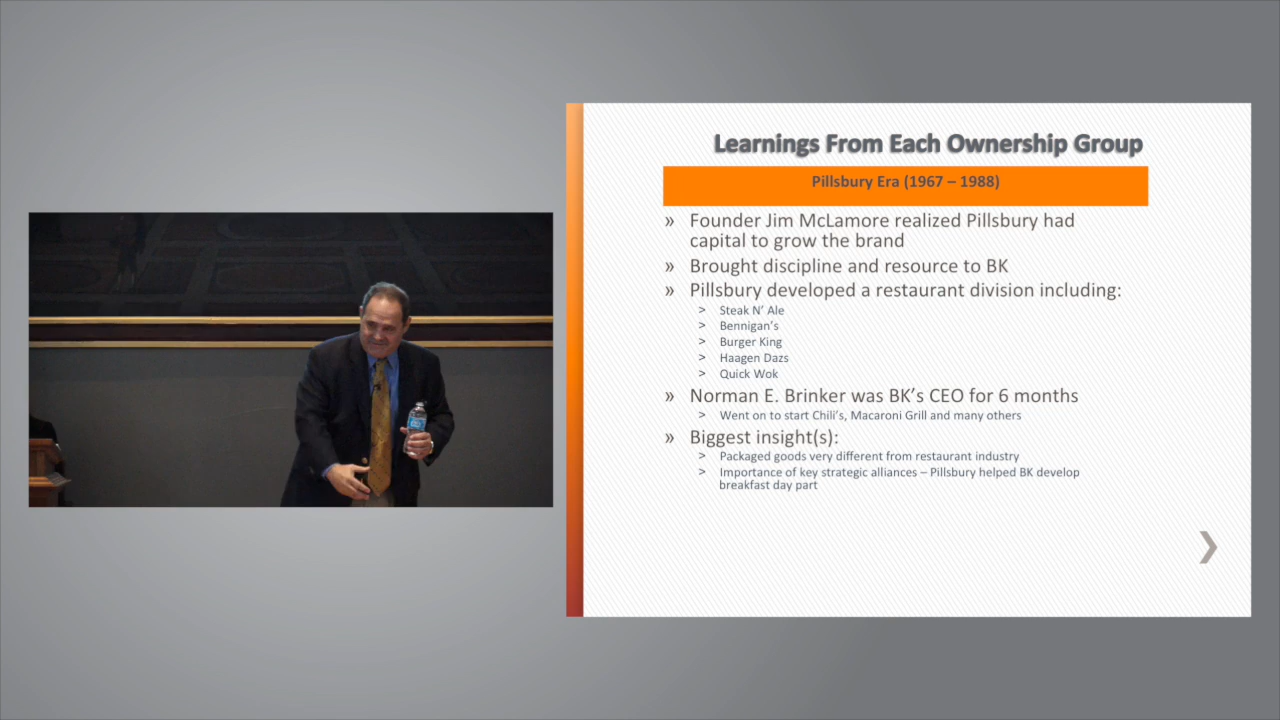 Learnings From Each Ownership Group
Pillsbury Era (1967 – 1988)
» Founder Jim McLamore realized Pillsbury had
capital to grow the brand
» Brought discipline and resource to BK
» Pillsbury developed a restaurant division including:
> Steak N’ Ale
> Bennigan’s
> Burger King
> Haagen Dazs
> Quick Wok
» Norman E. Brinker was BK’s CEO for 6 months
> Went on to start Chili’s, Macaroni Grill and many others
» Biggest insight(s):
> Packaged goods very different from restaurant industry
> Importance of key strategic alliances – Pillsbury helped BK develop
breakfast day part